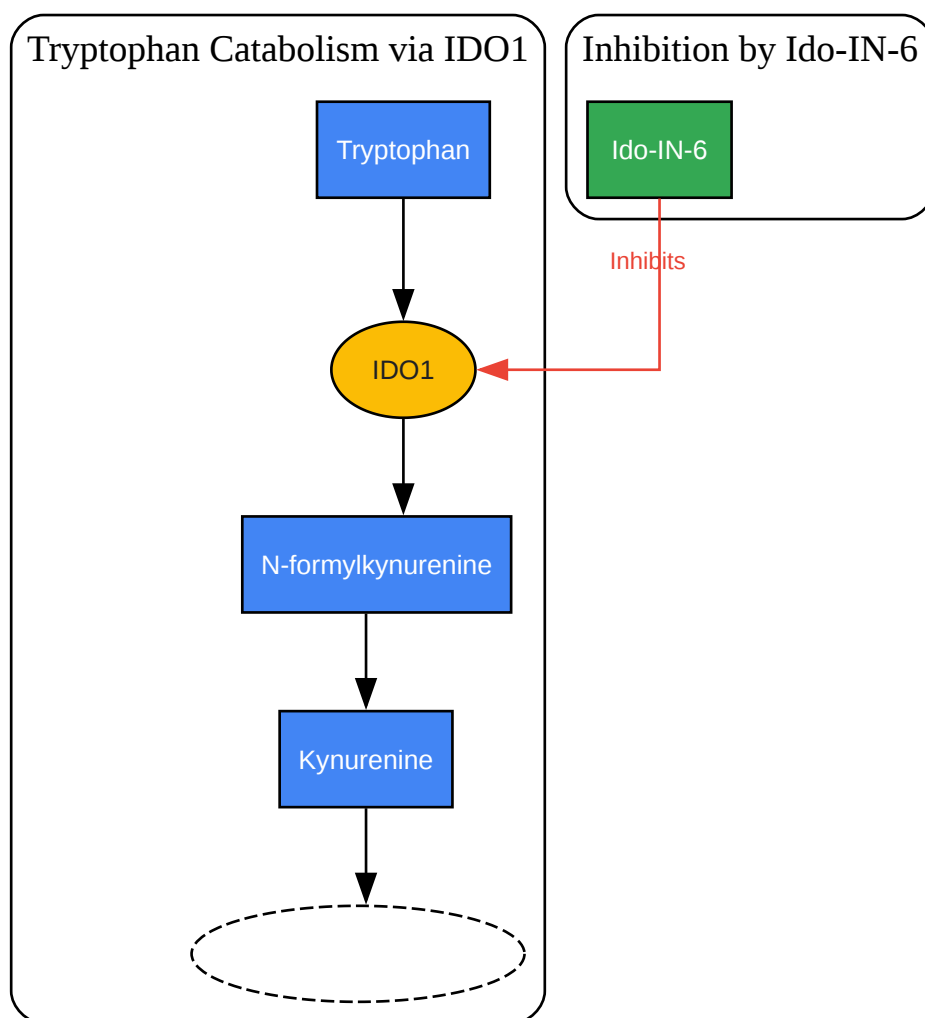 Tryptophan Catabolism via IDO1
Inhibition by Ido-IN-6
Tryptophan
Ido-IN-6
Inhibits
IDO1
N-formylkynurenine
Kynurenine